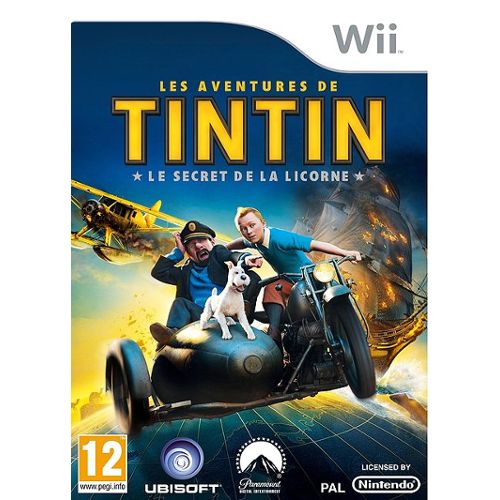 Wii
LES AVENTURES DE
TINTIN
★ LE SECRET DE LA LICORNE ★
12
www.pegi.info
UBISOFT
Paramount
DIGITAL ENTERTAINMENT
PAL
LICENSED BY
Nintendo